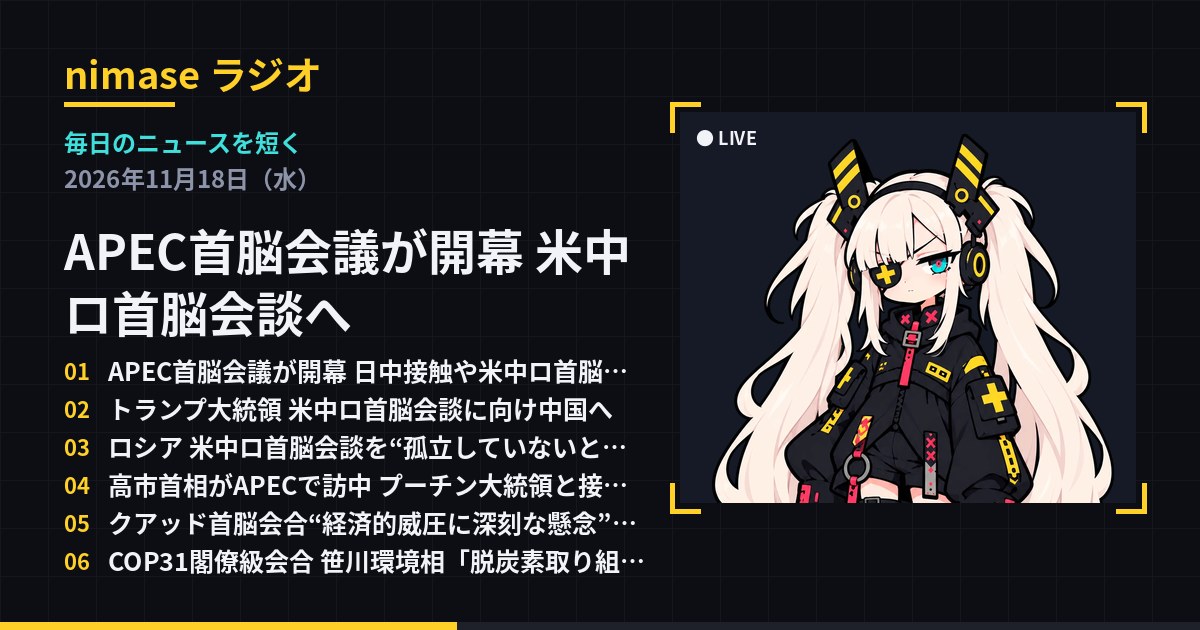 nimase ラジオ
毎日のニュースを短く
2026年11月18日（水）
APEC首脳会議が開幕 米中
ロ首脳会談へ
01 APEC首脳会議が開幕 日中接触や米中ロ首脳…
02 トランプ大統領 米中ロ首脳会談に向け中国へ
03 ロシア 米中ロ首脳会談を“孤立していないと…
04 高市首相がAPECで訪中 プーチン大統領と接…
05 クアッド首脳会合“経済的威圧に深刻な懸念”…
06 COP31閣僚級会合 笹川環境相「脱炭素取り組…
LIVE